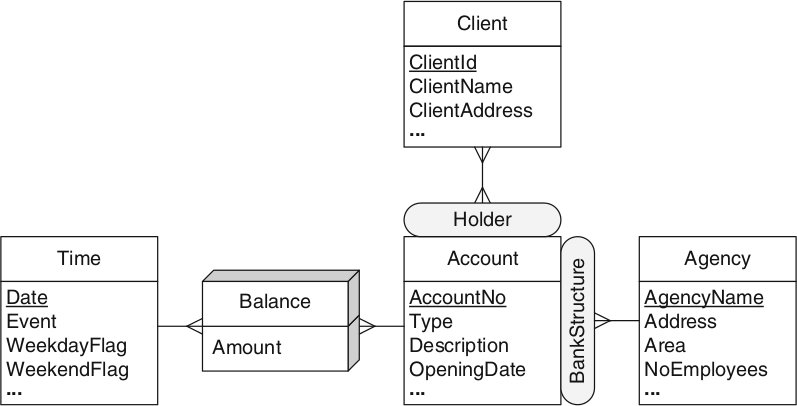 Client
ClientId
ClientName
ClientAddress
...
Holder
Time
Date
Event
WeekdayFlag
WeekendFlag
...
Balance
Amount
Account
AccountNo
Type
Description
OpeningDate
...
BankStructure
Agency
AgencyName
Address
Area
NoEmployees
...